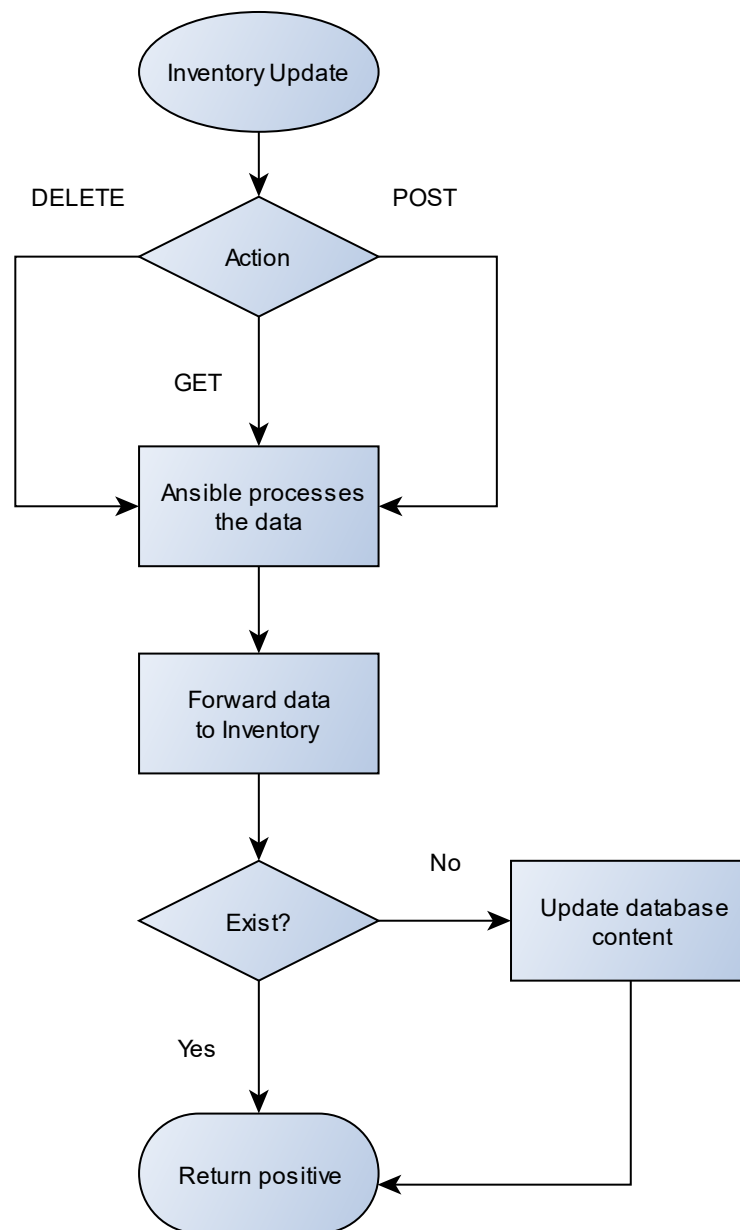 Inventory Update
DELETE
POST
Action
GET
Ansible processes
the data
Forward data
to Inventory
No
Exist?
Update database
content
Yes
Return positive